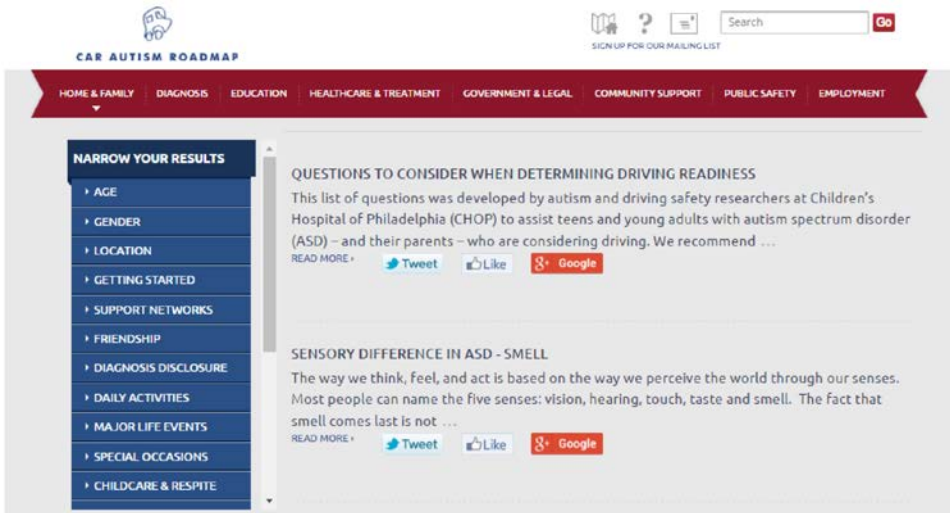 CAR AUTISM ROADMAP
?
Search
Go
SIGN UP FOR OUR MAILING LIST
HOME & FAMILY
DIAGNOSIS
EDUCATION
HEALTHCARE & TREATMENT
GOVERNMENT & LEGAL
COMMUNITY SUPPORT
PUBLIC SAFETY
EMPLOYMENT
NARROW YOUR RESULTS
AGE
GENDER
LOCATION
GETTING STARTED
SUPPORT NETWORKS
FRIENDSHIP
DIAGNOSIS DISCLOSURE
DAILY ACTIVITIES
MAJOR LIFE EVENTS
SPECIAL OCCASIONS
CHILDCARE & RESPITE
QUESTIONS TO CONSIDER WHEN DETERMINING DRIVING READINESS
This list of questions was developed by autism and driving safety researchers at Children's
Hospital of Philadelphia (CHOP) to assist teens and young adults with autism spectrum disorder
(ASD) – and their parents – who are considering driving. We recommend ...
READ MORE ›
Tweet
Like
g+ Google
SENSORY DIFFERENCE IN ASD - SMELL
The way we think, feel, and act is based on the way we perceive the world through our senses.
Most people can name the five senses: vision, hearing, touch, taste and smell. The fact that
smell comes last is not ...
READ MORE ›
Tweet
Like
g+ Google